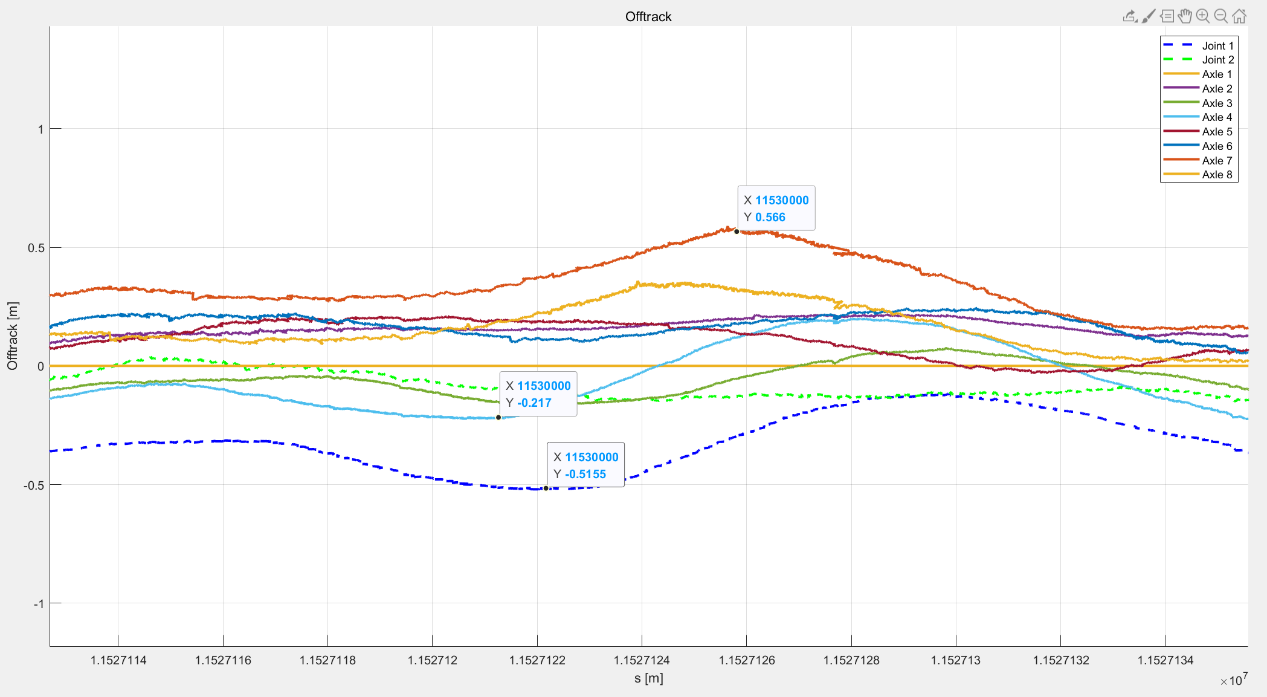 Offtrack
Joint 1
Joint 2
Axle 1
Axle 2
Axle 3
Axle 4
Axle 5
Axle 6
Axle 7
Axle 8
1
0.5
0
-0.5
-1
Offtrack [m]
X 11530000
Y 0.566
X 11530000
Y -0.217
X 11530000
Y -0.5155
1.1527114
1.1527116
1.1527118
1.152712
1.1527122
1.1527124
1.1527126
1.1527128
1.152713
1.1527132
1.1527134
s [m]
×10⁷